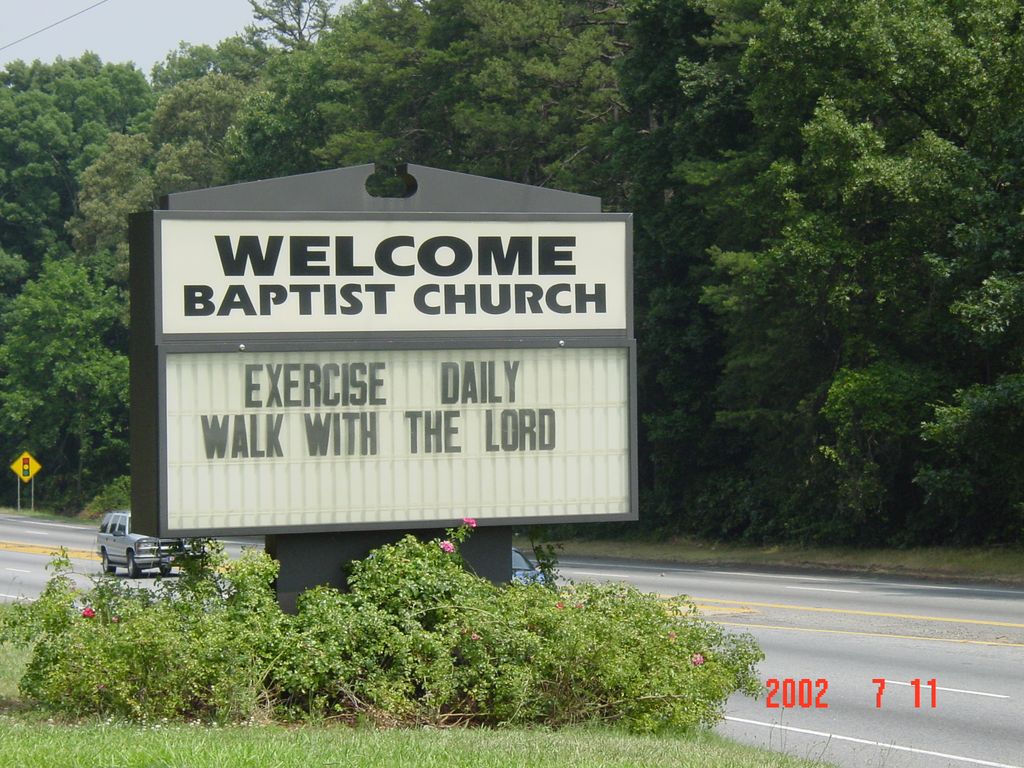 WELCOME
BAPTIST CHURCH
EXERCISE DAILY
WALK WITH THE LORD
2002 7 11